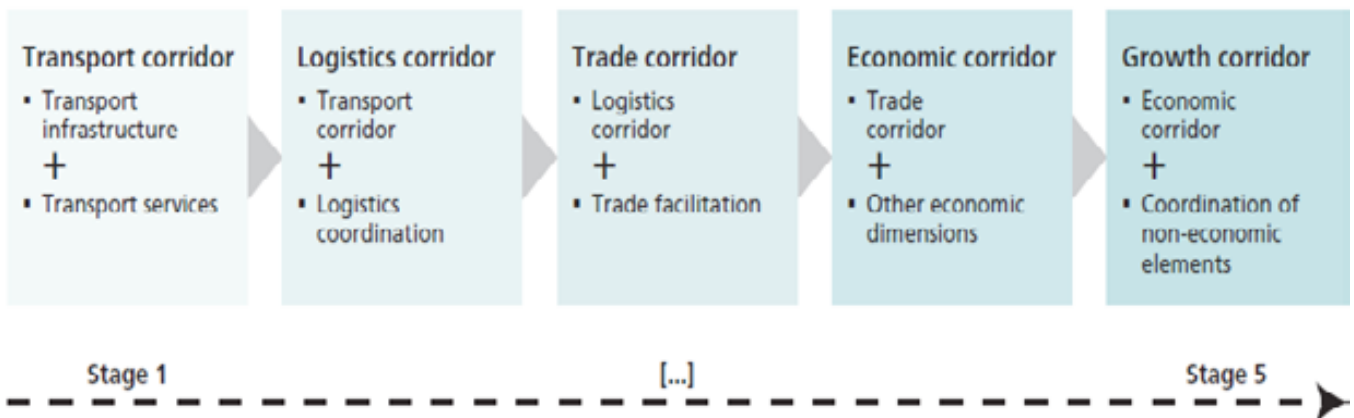 Transport corridor
▪ Transport
infrastructure
+
▪ Transport services
Logistics corridor
▪ Transport
corridor
+
▪ Logistics
coordination
Trade corridor
▪ Logistics
corridor
+
▪ Trade facilitation
Economic corridor
▪ Trade
corridor
+
▪ Other economic
dimensions
Growth corridor
▪ Economic
corridor
+
▪ Coordination of
non-economic
elements
Stage 1
[...]
Stage 5